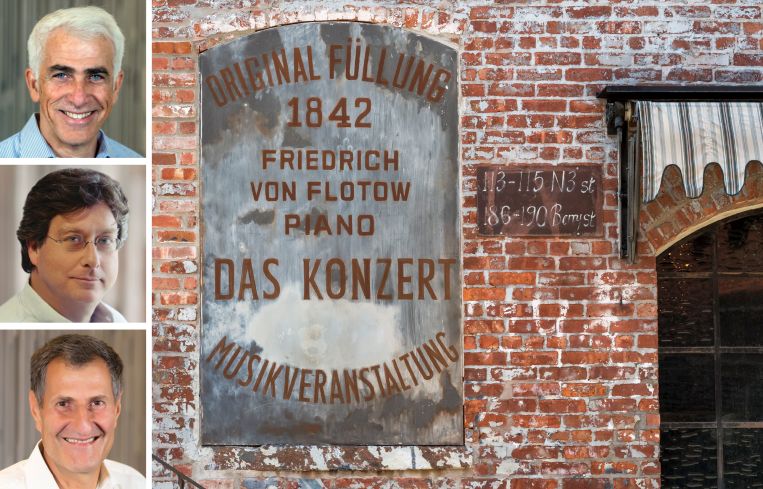 ORIGINAL FÜLLUNG
1842
FRIEDRICH
VON FLOTOW
PIANO
DAS KONZERT
MUSIKVERANSTALTUNG
113-115 N3' st
186-190 Berry st